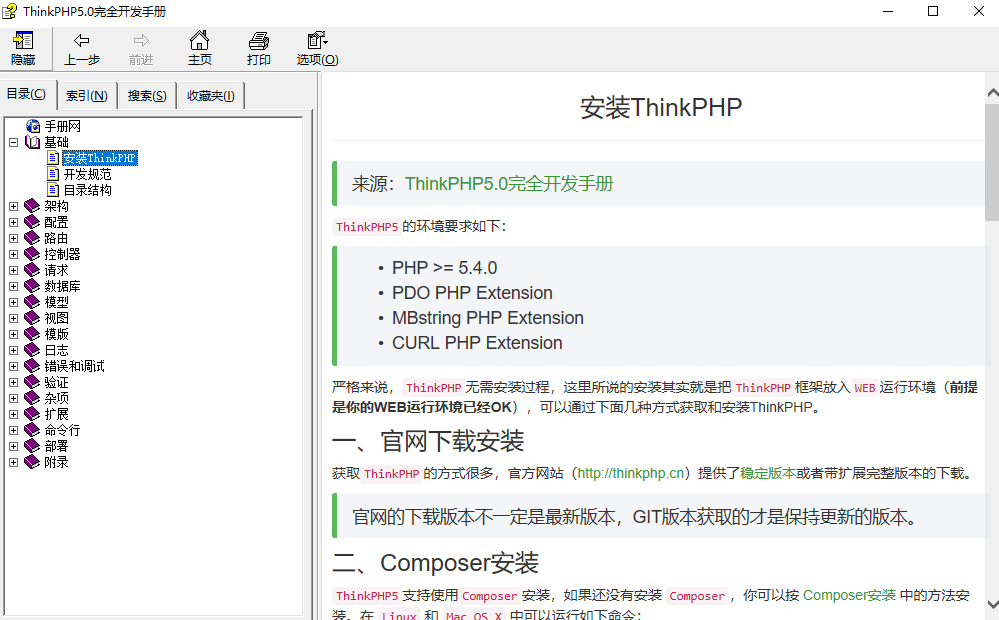 ThinkPHP5.0完全开发手册
隐藏 上一步 前进 主页 打印 选项(O)
目录(C) 索引(N) 搜索(S) 收藏夹(I)
手册网
基础
安装ThinkPHP
开发规范
目录结构
架构
配置
路由
控制器
请求
数据库
模型
视图
模版
日志
错误和调试
验证
杂项
扩展
命令行
部署
附录
安装ThinkPHP
来源：ThinkPHP5.0完全开发手册
ThinkPHP5 的环境要求如下：
• PHP >= 5.4.0
• PDO PHP Extension
• MBstring PHP Extension
• CURL PHP Extension
严格来说， ThinkPHP 无需安装过程，这里所说的安装其实就是把 ThinkPHP 框架放入 WEB 运行环境（前提
是你的WEB运行环境已经OK），可以通过下面几种方式获取和安装ThinkPHP。
一、官网下载安装
获取 ThinkPHP 的方式很多，官方网站（http://thinkphp.cn）提供了稳定版本或者带扩展完整版本的下载。
官网的下载版本不一定是最新版本，GIT版本获取的才是保持更新的版本。
二、Composer安装
ThinkPHP5 支持使用 Composer 安装，如果还没有安装 Composer ，你可以按 Composer安装 中的方法安
装。在 Linux 和 Mac OS X 中可以运行如下命令：